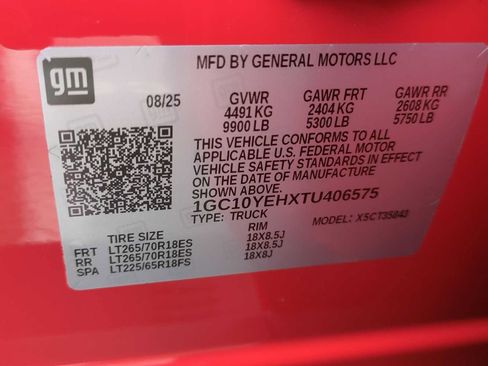 gm
MFD BY GENERAL MOTORS LLC
08/25 GVWR GAWR FRT GAWR RR
4491 KG 2404 KG 2608 KG
9900 LB 5300 LB 5750 LB
THIS VEHICLE CONFORMS TO ALL
APPLICABLE U.S. FEDERAL MOTOR
VEHICLE SAFETY STANDARDS IN EFFECT
ON THE DATE OF MANUFACTURE
SHOWN ABOVE.
1GC10YEHXTU406575
TYPE: TRUCK MODEL:
TIRE SIZE RIM
FRT LT265/70R18ES 18X8.5J
RR LT265/70R18ES 18X8.5J
SPA LT225/65R18FS 18X8J